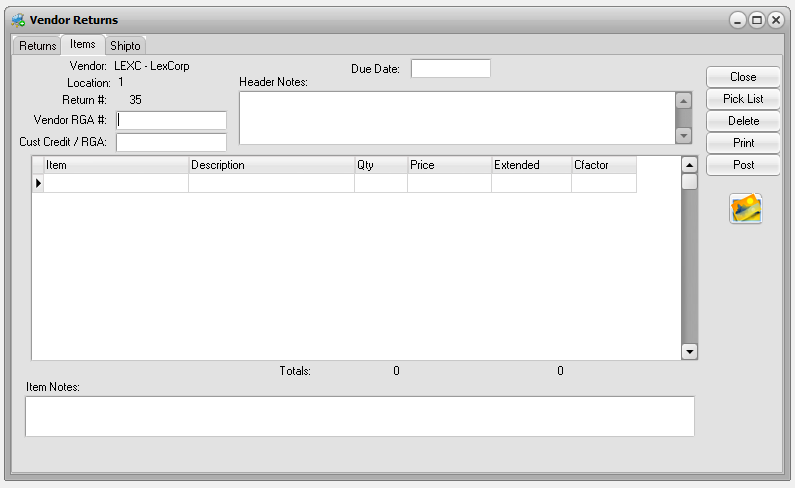 Vendor Returns
Returns Items Shipto
Vendor: LEXC - LexCorp
Due Date:
Location: 1
Header Notes:
Return #: 35
Vendor RGA #:
Cust Credit / RGA:
Close
Pick List
Delete
Print
Post
Item Description Qty Price Extended Cfactor
Totals: 0 0
Item Notes: